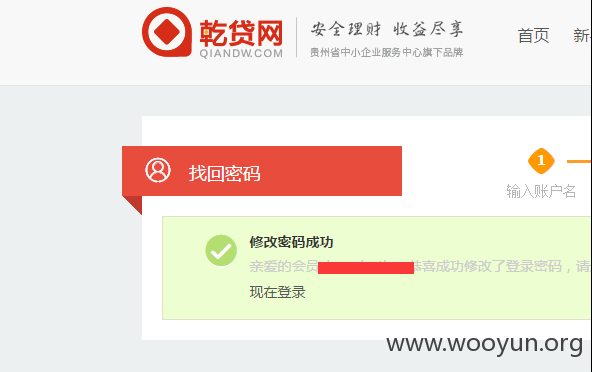 乾贷网
QIANDW.COM
安全理财 收益尽享
贵州省中小企业服务中心旗下品牌
首页 新
找回密码
1
输入账户名
修改密码成功
亲爱的会员
恭喜成功修改了登录密码，请
现在登录
www.wooyun.org